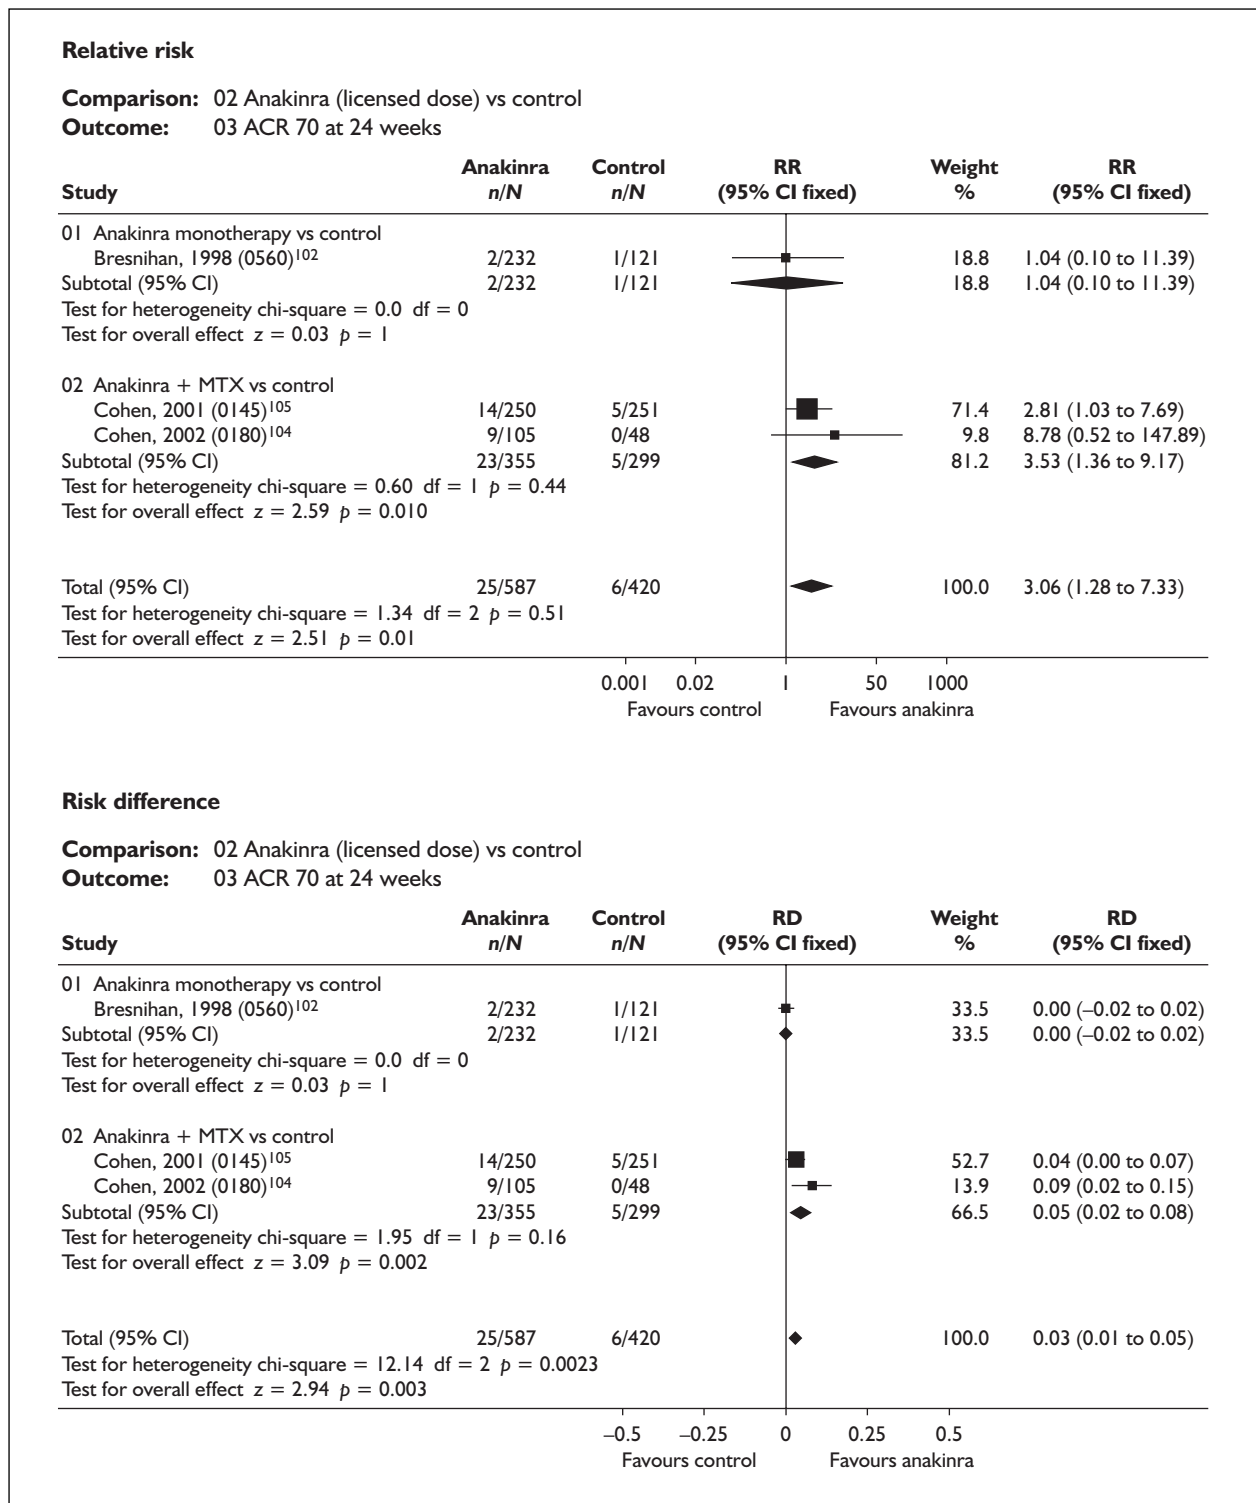 Relative risk
Comparison: 02 Anakinra (licensed dose) vs control
Outcome: 03 ACR 70 at 24 weeks
Anakinra Control RR Weight RR
Study n/N n/N (95% CI fixed) % (95% CI fixed)
01 Anakinra monotherapy vs control
Bresnihan, 1998 (0560)102 2/232 1/121 18.8 1.04 (0.10 to 11.39)
Subtotal (95% CI) 2/232 1/121 18.8 1.04 (0.10 to 11.39)
Test for heterogeneity chi-square = 0.0 df = 0
Test for overall effect z = 0.03 p = 1
02 Anakinra + MTX vs control
Cohen, 2001 (0145)105 14/250 5/251 71.4 2.81 (1.03 to 7.69)
Cohen, 2002 (0180)104 9/105 0/48 9.8 8.78 (0.52 to 147.89)
Subtotal (95% CI) 23/355 5/299 81.2 3.53 (1.36 to 9.17)
Test for heterogeneity chi-square = 0.60 df = 1 p = 0.44
Test for overall effect z = 2.59 p = 0.010
Total (95% CI) 25/587 6/420 100.0 3.06 (1.28 to 7.33)
Test for heterogeneity chi-square = 1.34 df = 2 p = 0.51
Test for overall effect z = 2.51 p = 0.01
0.001 0.02 1 50 1000
Favours control Favours anakinra
Risk difference
Comparison: 02 Anakinra (licensed dose) vs control
Outcome: 03 ACR 70 at 24 weeks
Anakinra Control RD Weight RD
Study n/N n/N (95% CI fixed) % (95% CI fixed)
01 Anakinra monotherapy vs control
Bresnihan, 1998 (0560)102 2/232 1/121 33.5 0.00 (–0.02 to 0.02)
Subtotal (95% CI) 2/232 1/121 33.5 0.00 (–0.02 to 0.02)
Test for heterogeneity chi-square = 0.0 df = 0
Test for overall effect z = 0.03 p = 1
02 Anakinra + MTX vs control
Cohen, 2001 (0145)105 14/250 5/251 52.7 0.04 (0.00 to 0.07)
Cohen, 2002 (0180)104 9/105 0/48 13.9 0.09 (0.02 to 0.15)
Subtotal (95% CI) 23/355 5/299 66.5 0.05 (0.02 to 0.08)
Test for heterogeneity chi-square = 1.95 df = 1 p = 0.16
Test for overall effect z = 3.09 p = 0.002
Total (95% CI) 25/587 6/420 100.0 0.03 (0.01 to 0.05)
Test for heterogeneity chi-square = 12.14 df = 2 p = 0.0023
Test for overall effect z = 2.94 p = 0.003
–0.5 –0.25 0 0.25 0.5
Favours control Favours anakinra